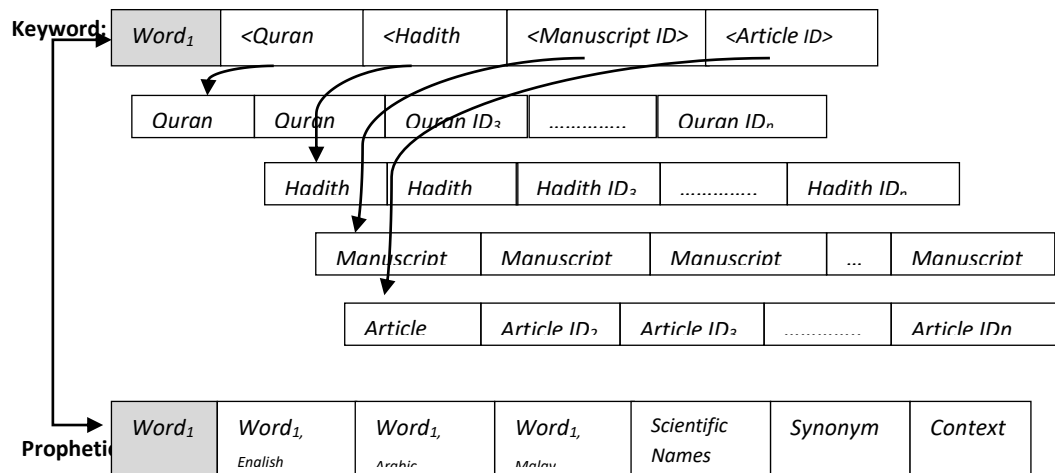 Keyword: Word1 <Quran <Hadith <Manuscript ID> <Article ID>
Quran Quran Quran ID3 ………….. Quran IDn
Hadith Hadith Hadith ID3 ………….. Hadith IDn
Manuscript Manuscript Manuscript ... Manuscript
Article Article ID2 Article ID3 ………….. Article IDn
Prophetic Word1 Word1, English Word1, Arabic Word1, Malay Scientific Names Synonym Context